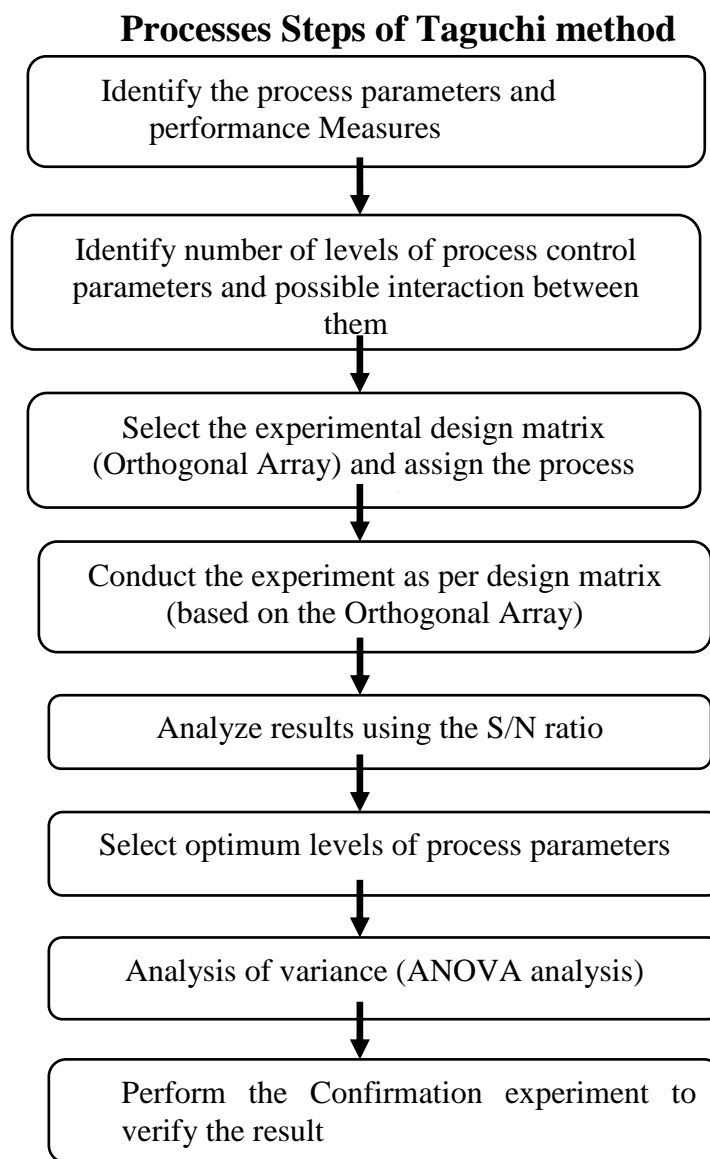 Processes Steps of Taguchi method
Identify the process parameters and
performance Measures
Identify number of levels of process control
parameters and possible interaction between
them
Select the experimental design matrix
(Orthogonal Array) and assign the process
Conduct the experiment as per design matrix
(based on the Orthogonal Array)
Analyze results using the S/N ratio
Select optimum levels of process parameters
Analysis of variance (ANOVA analysis)
Perform the Confirmation experiment to
verify the result